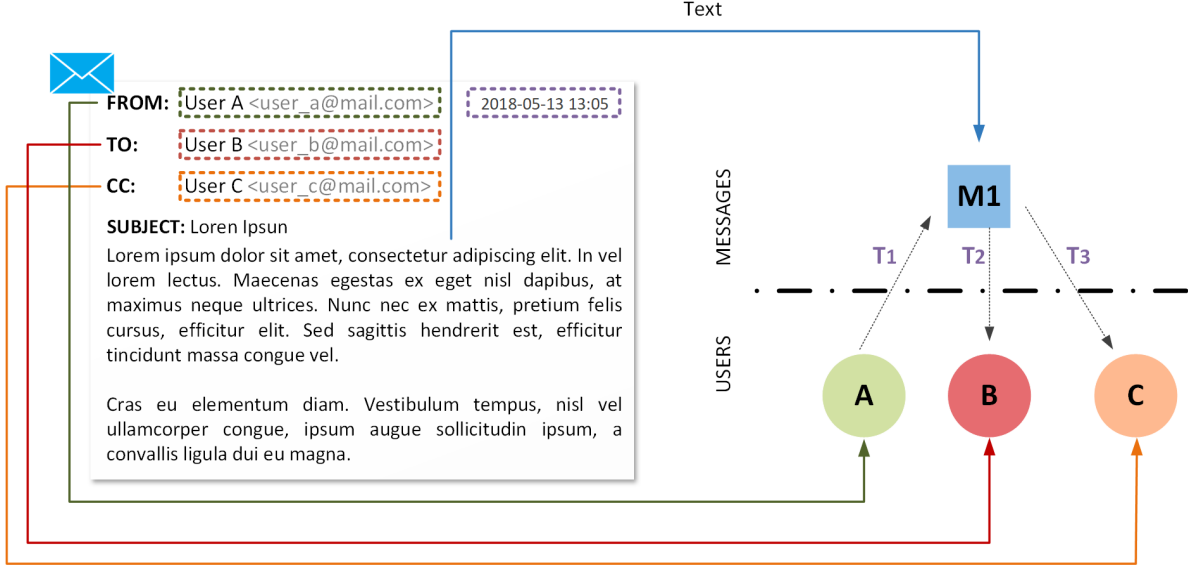 Text
FROM: User A <user_a@mail.com> 2018-05-13 13:05
TO: User B <user_b@mail.com>
CC: User C <user_c@mail.com>
SUBJECT: Loren Ipsun
Lorem ipsum dolor sit amet, consectetur adipiscing elit. In vel
lorem lectus. Maecenas egestas ex eget nisl dapibus, at
maximus neque ultrices. Nunc nec ex mattis, pretium felis
cursus, efficitur elit. Sed sagittis hendrerit est, efficitur
tincidunt massa congue vel.
Cras eu elementum diam. Vestibulum tempus, nisl vel
ullamcorper congue, ipsum augue sollicitudin ipsum, a
convallis ligula dui eu magna.
MESSAGES
M1
T1 T2 T3
USERS
A B C